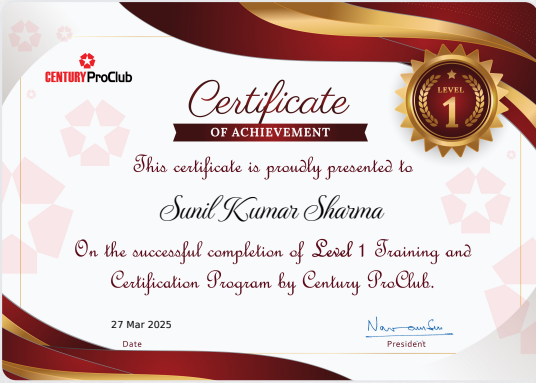 CENTURY ProClub
LEVEL
1
Certificate
OF ACHIEVEMENT
This certificate is proudly presented to
Sunil Kumar Sharma
On the successful completion of Level 1 Training and
Certification Program by Century ProClub.
27 Mar 2025
Date
President